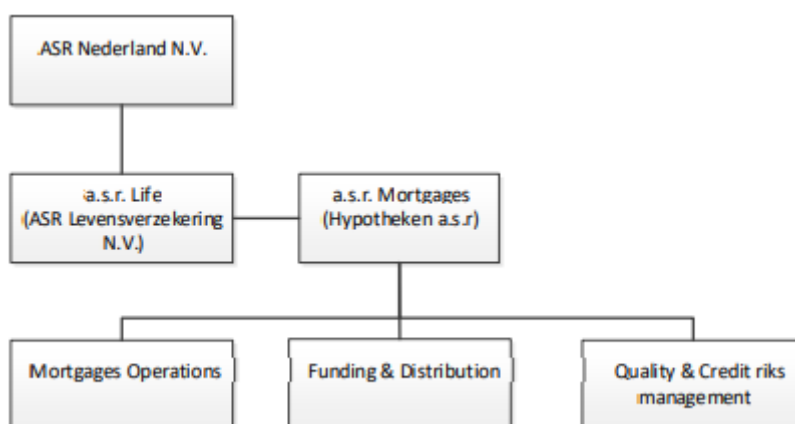 ASR Nederland N.V.
a.s.r. Life
(ASR Levensverzekering
N.V.)
a.s.r. Mortgages
(Hypotheken a.s.r)
Mortgages Operations
Funding & Distribution
Quality & Credit riks
management